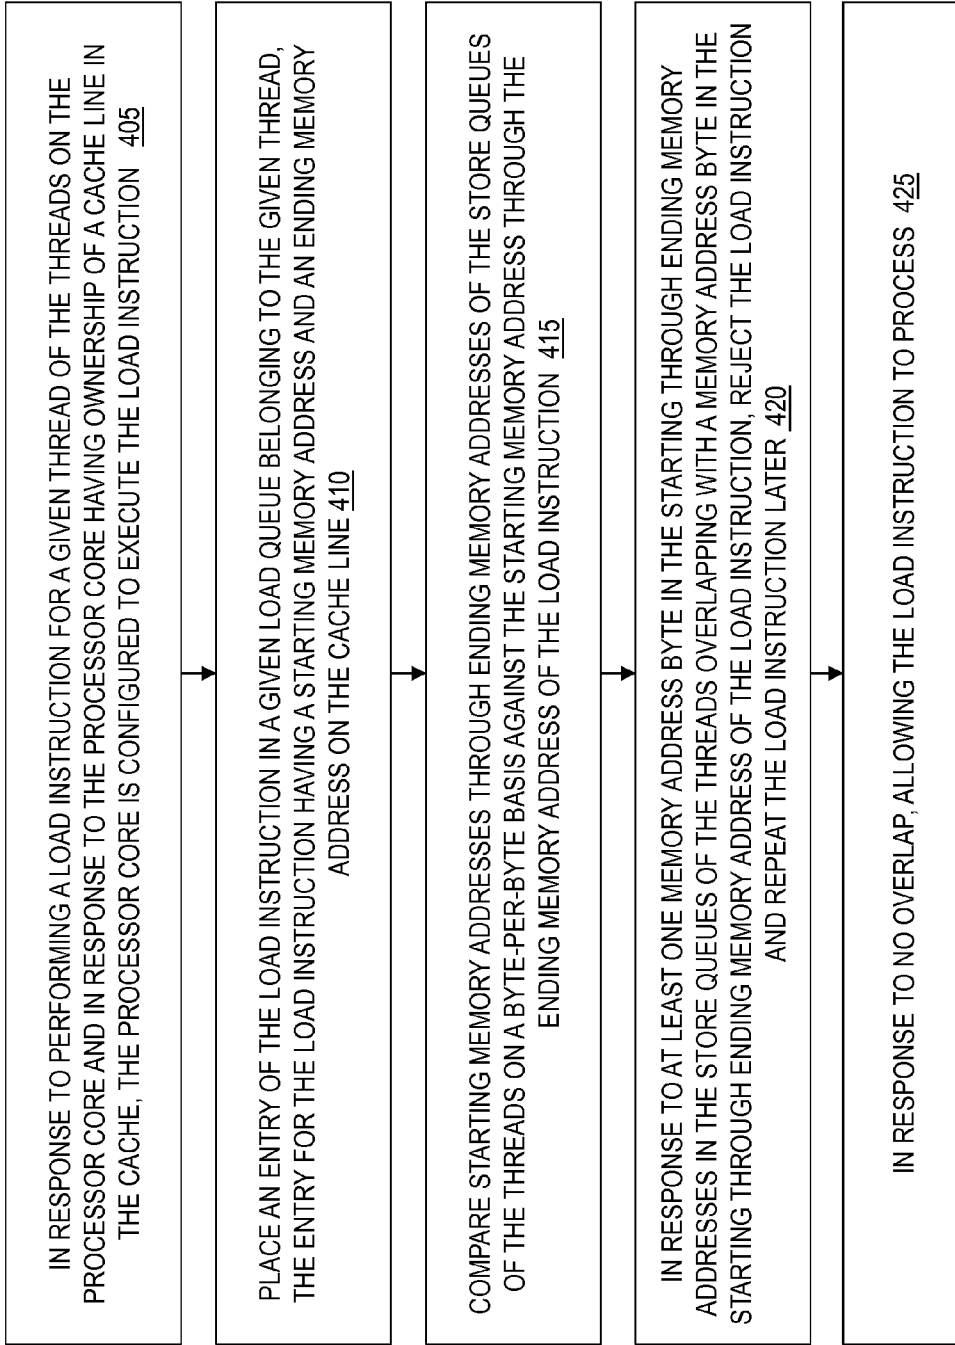 IN RESPONSE TO PERFORMING A LOAD INSTRUCTION FOR A GIVEN THREAD OF THE THREADS ON THE
PROCESSOR CORE AND IN RESPONSE TO THE PROCESSOR CORE HAVING OWNERSHIP OF A CACHE LINE IN
THE CACHE, THE PROCESSOR CORE IS CONFIGURED TO EXECUTE THE LOAD INSTRUCTION 405
PLACE AN ENTRY OF THE LOAD INSTRUCTION IN A GIVEN LOAD QUEUE BELONGING TO THE GIVEN THREAD,
THE ENTRY FOR THE LOAD INSTRUCTION HAVING A STARTING MEMORY ADDRESS AND AN ENDING MEMORY
ADDRESS ON THE CACHE LINE 410
COMPARE STARTING MEMORY ADDRESSES THROUGH ENDING MEMORY ADDRESSES OF THE STORE QUEUES
OF THE THREADS ON A BYTE-PER-BYTE BASIS AGAINST THE STARTING MEMORY ADDRESS THROUGH THE
ENDING MEMORY ADDRESS OF THE LOAD INSTRUCTION 415
IN RESPONSE TO AT LEAST ONE MEMORY ADDRESS BYTE IN THE STARTING THROUGH ENDING MEMORY
ADDRESSES IN THE STORE QUEUES OF THE THREADS OVERLAPPING WITH A MEMORY ADDRESS BYTE IN THE
STARTING THROUGH ENDING MEMORY ADDRESS OF THE LOAD INSTRUCTION, REJECT THE LOAD INSTRUCTION
AND REPEAT THE LOAD INSTRUCTION LATER 420
IN RESPONSE TO NO OVERLAP, ALLOWING THE LOAD INSTRUCTION TO PROCESS 425